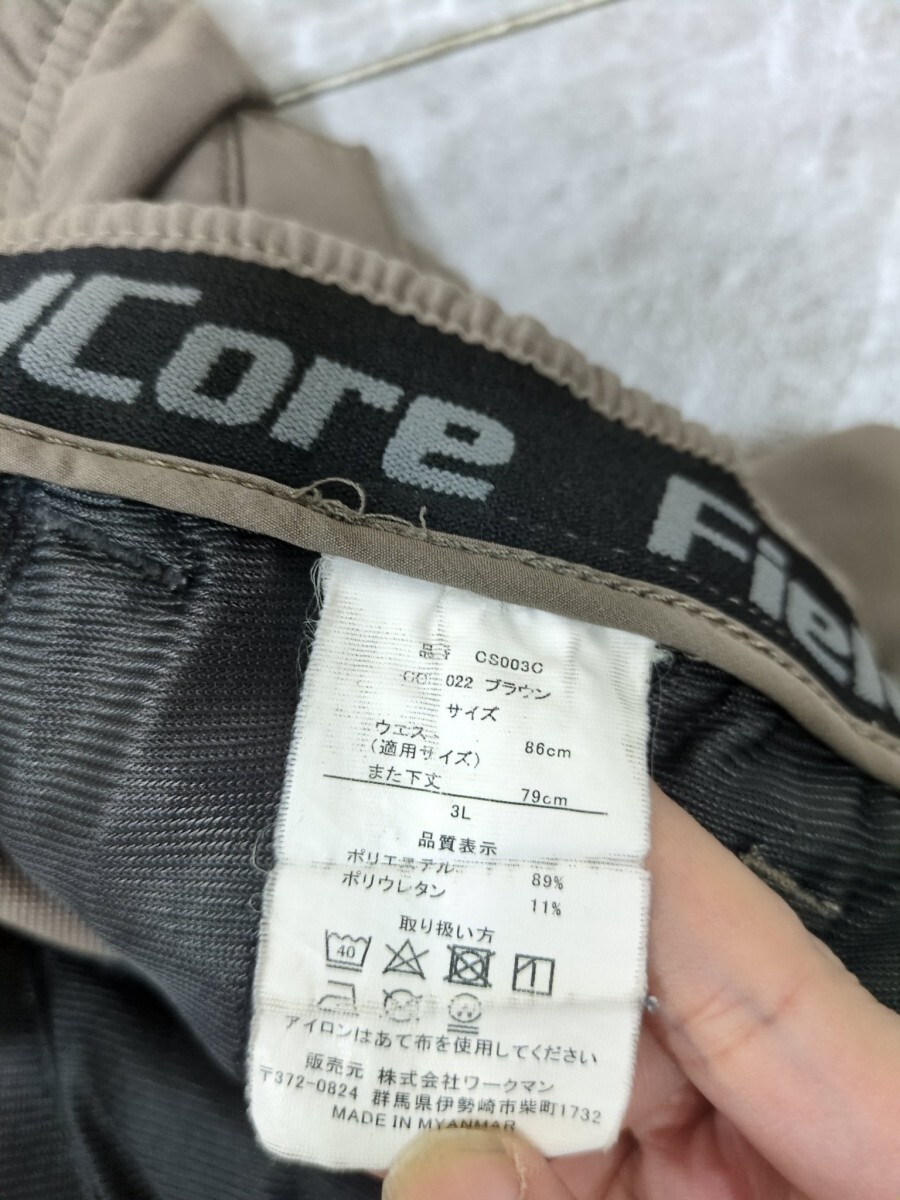 Core Fiel
品番 CS003C
022 ブラウン
サイズ
ウエス 86cm
(適用サイズ)
また下丈 79cm
3L
品質表示
ポリエステル 89%
ポリウレタン 11%
取り扱い方
40
アイロンはあて布を使用してください
販売元 株式会社ワークマン
〒372-0824 群馬県伊勢崎市柴町1732
MADE IN MYANMAR